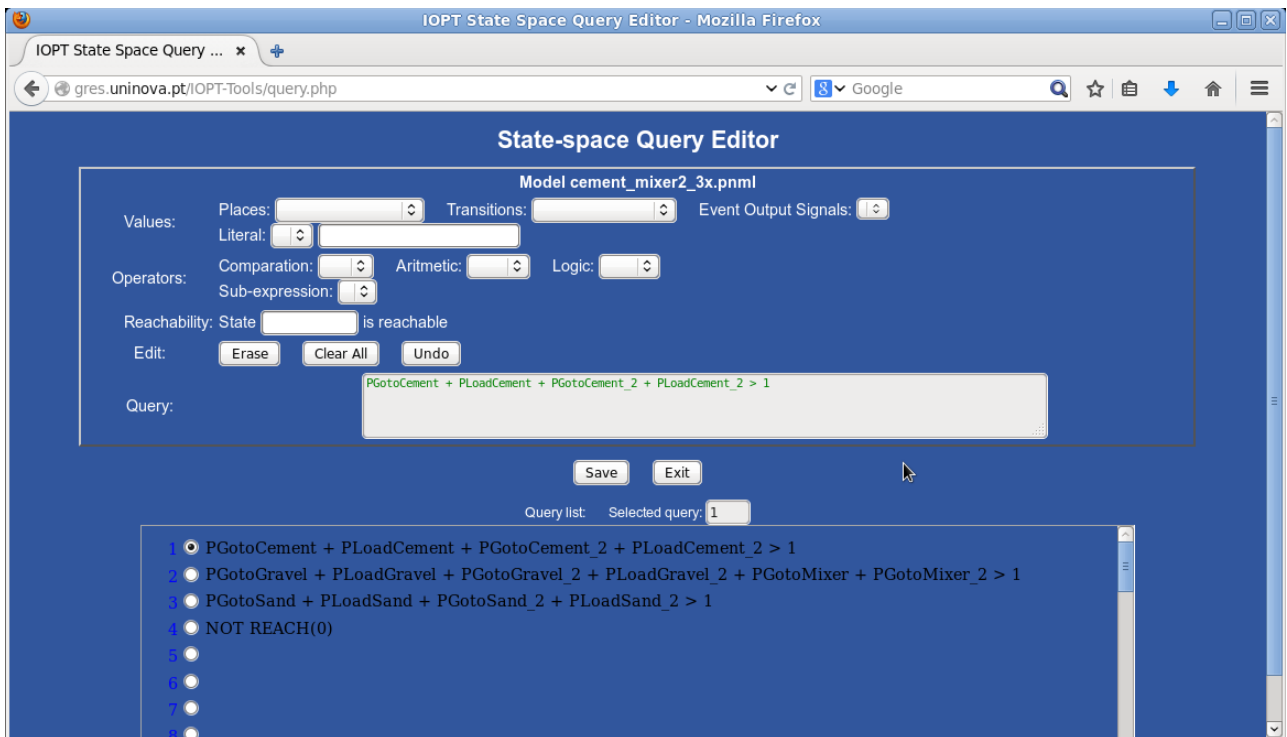 IOPT State Space Query Editor - Mozilla Firefox
IOPT State Space Query ...
gres.uninova.pt/IOPT-Tools/query.php
8 Google
State-space Query Editor
Model cement_mixer2_3x.pnml
Values: Places: Transitions: Event Output Signals:
Literal:
Operators: Comparation: Aritmetic: Logic:
Sub-expression:
Reachability: State is reachable
Edit: Erase Clear All Undo
Query: PGotoCement + PLoadCement + PGotoCement_2 + PLoadCement_2 > 1
Save Exit
Query list: Selected query: 1
1 PGotoCement + PLoadCement + PGotoCement_2 + PLoadCement_2 > 1
2 PGotoGravel + PLoadGravel + PGotoGravel_2 + PLoadGravel_2 + PGotoMixer + PGotoMixer_2 > 1
3 PGotoSand + PLoadSand + PGotoSand_2 + PLoadSand_2 > 1
4 NOT REACH(0)
5
6
7
8